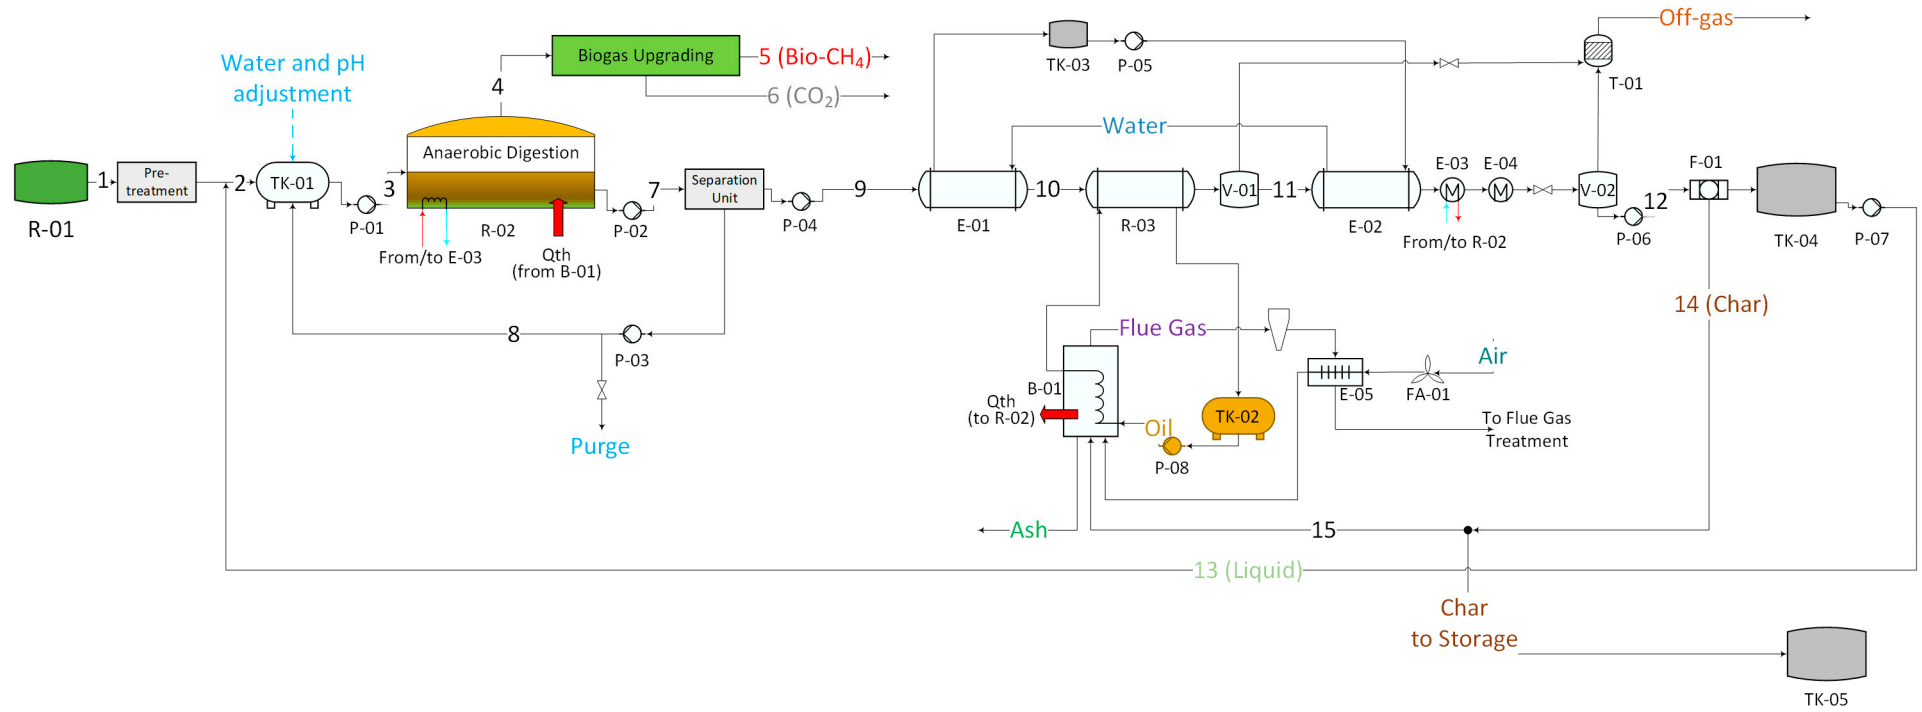 Off-gas
Water and pH
adjustment
Biogas Upgrading
5 (Bio-CH₄)
4
6 (CO₂)
TK-03
P-05
T-01
Anaerobic Digestion
Water
R-01
1
Pre-
treatment
2
TK-01
P-01
3
R-02
From/to E-03
Qth
(from B-01)
P-02
7
Separation
Unit
P-04
9
E-01
10
R-03
V-01
11
E-02
E-03
M
E-04
M
From/to R-02
V-02
P-06
12
F-01
TK-04
P-07
14 (Char)
8
P-03
Purge
Flue Gas
B-01
Qth
(to R-02)
Oil
P-08
TK-02
E-05
FA-01
Air
To Flue Gas
Treatment
Ash
15
13 (Liquid)
Char
to Storage
TK-05